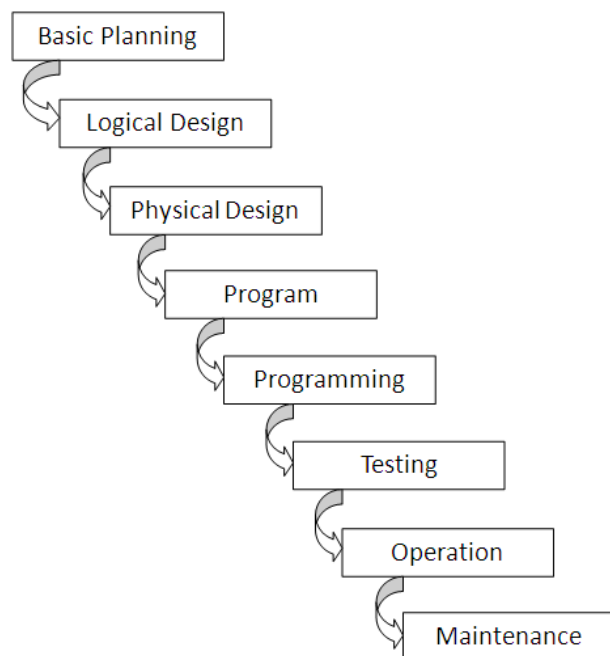 Basic Planning
Logical Design
Physical Design
Program
Programming
Testing
Operation
Maintenance